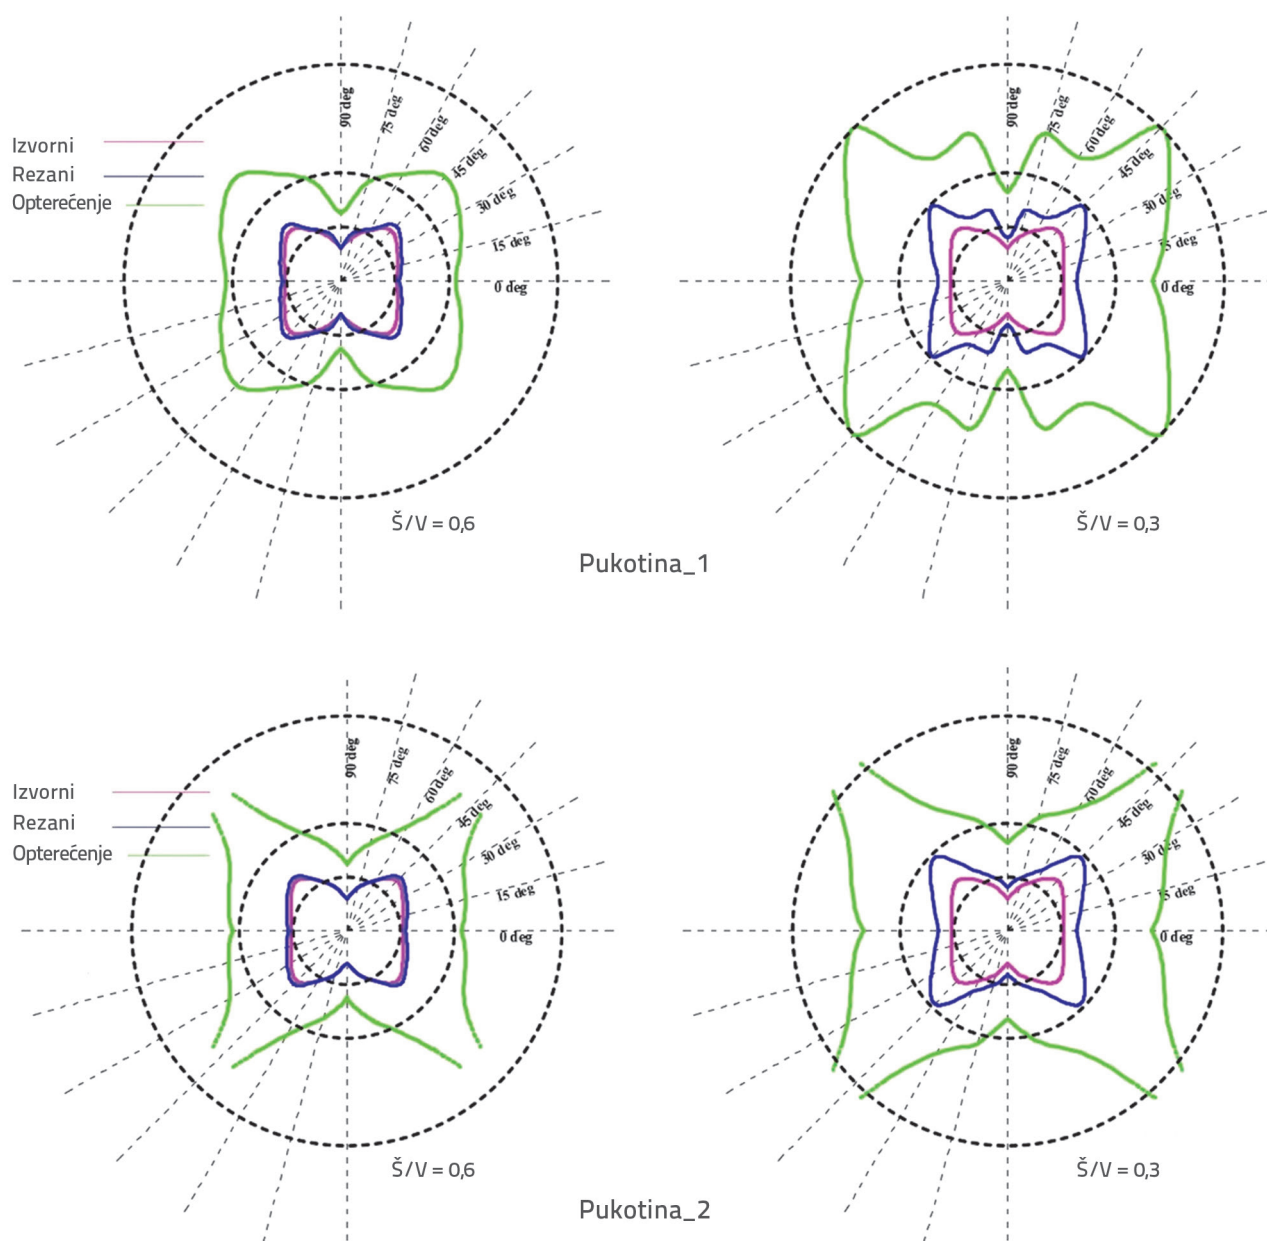 90 deg
75 deg
60 deg
45 deg
30 deg
15 deg
0 deg
Izvorni
Rezani
Opterećenje
Š/V = 0,6
90 deg
75 deg
60 deg
45 deg
30 deg
15 deg
0 deg
Š/V = 0,3
Pukotina_1
90 deg
75 deg
60 deg
45 deg
30 deg
15 deg
0 deg
Izvorni
Rezani
Opterećenje
Š/V = 0,6
90 deg
75 deg
60 deg
45 deg
30 deg
15 deg
0 deg
Š/V = 0,3
Pukotina_2